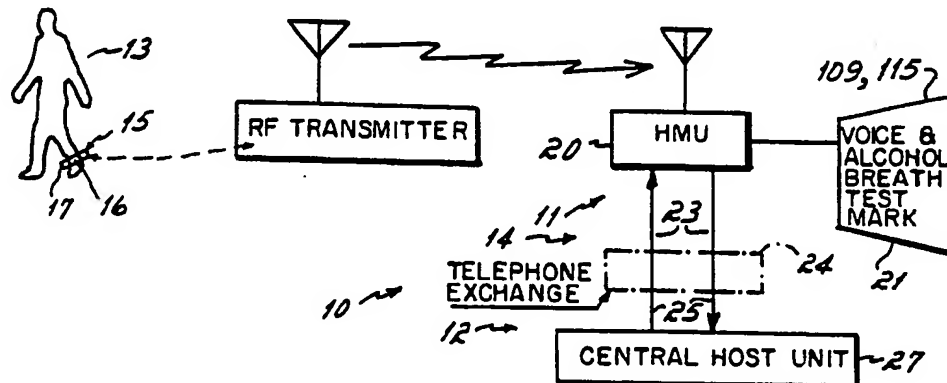 13
15
17
16
RF TRANSMITTER
20
HMU
109, 115
VOICE &
ALCOHOL
BREATH
TEST
MARK
21
11
23
14
24
TELEPHONE
EXCHANGE
10
25
12
CENTRAL HOST UNIT
27